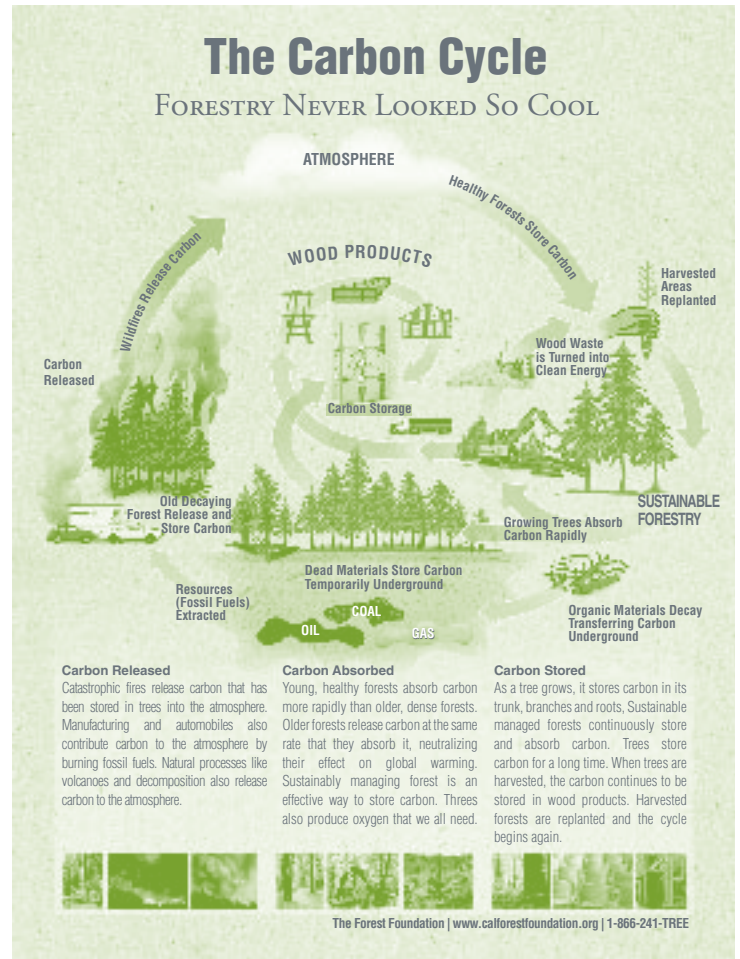 The Carbon Cycle
Forestry Never Looked So Cool
ATMOSPHERE
Healthy Forests Store Carbon
Wildfires Release Carbon
WOOD PRODUCTS
Harvested
Areas
Replanted
Wood Waste
is Turned into
Clean Energy
Carbon
Released
Carbon Storage
Old Decaying
Forest Release and
Store Carbon
SUSTAINABLE
FORESTRY
Growing Trees Absorb
Carbon Rapidly
Dead Materials Store Carbon
Temporarily Underground
Resources
(Fossil Fuels)
Extracted
COAL
OIL
GAS
Organic Materials Decay
Transferring Carbon
Underground
Carbon Released
Catastrophic fires release carbon that has
been stored in trees into the atmosphere.
Manufacturing and automobiles also
contribute carbon to the atmosphere by
burning fossil fuels. Natural processes like
volcanoes and decomposition also release
carbon to the atmosphere.
Carbon Absorbed
Young, healthy forests absorb carbon
more rapidly than older, dense forests.
Older forests release carbon at the same
rate that they absorb it, neutralizing
their effect on global warming.
Sustainably managing forest is an
effective way to store carbon. Threes
also produce oxygen that we all need.
Carbon Stored
As a tree grows, it stores carbon in its
trunk, branches and roots, Sustainable
managed forests continuously store
and absorb carbon. Trees store
carbon for a long time. When trees are
harvested, the carbon continues to be
stored in wood products. Harvested
forests are replanted and the cycle
begins again.
The Forest Foundation | www.calforestfoundation.org | 1-866-241-TREE